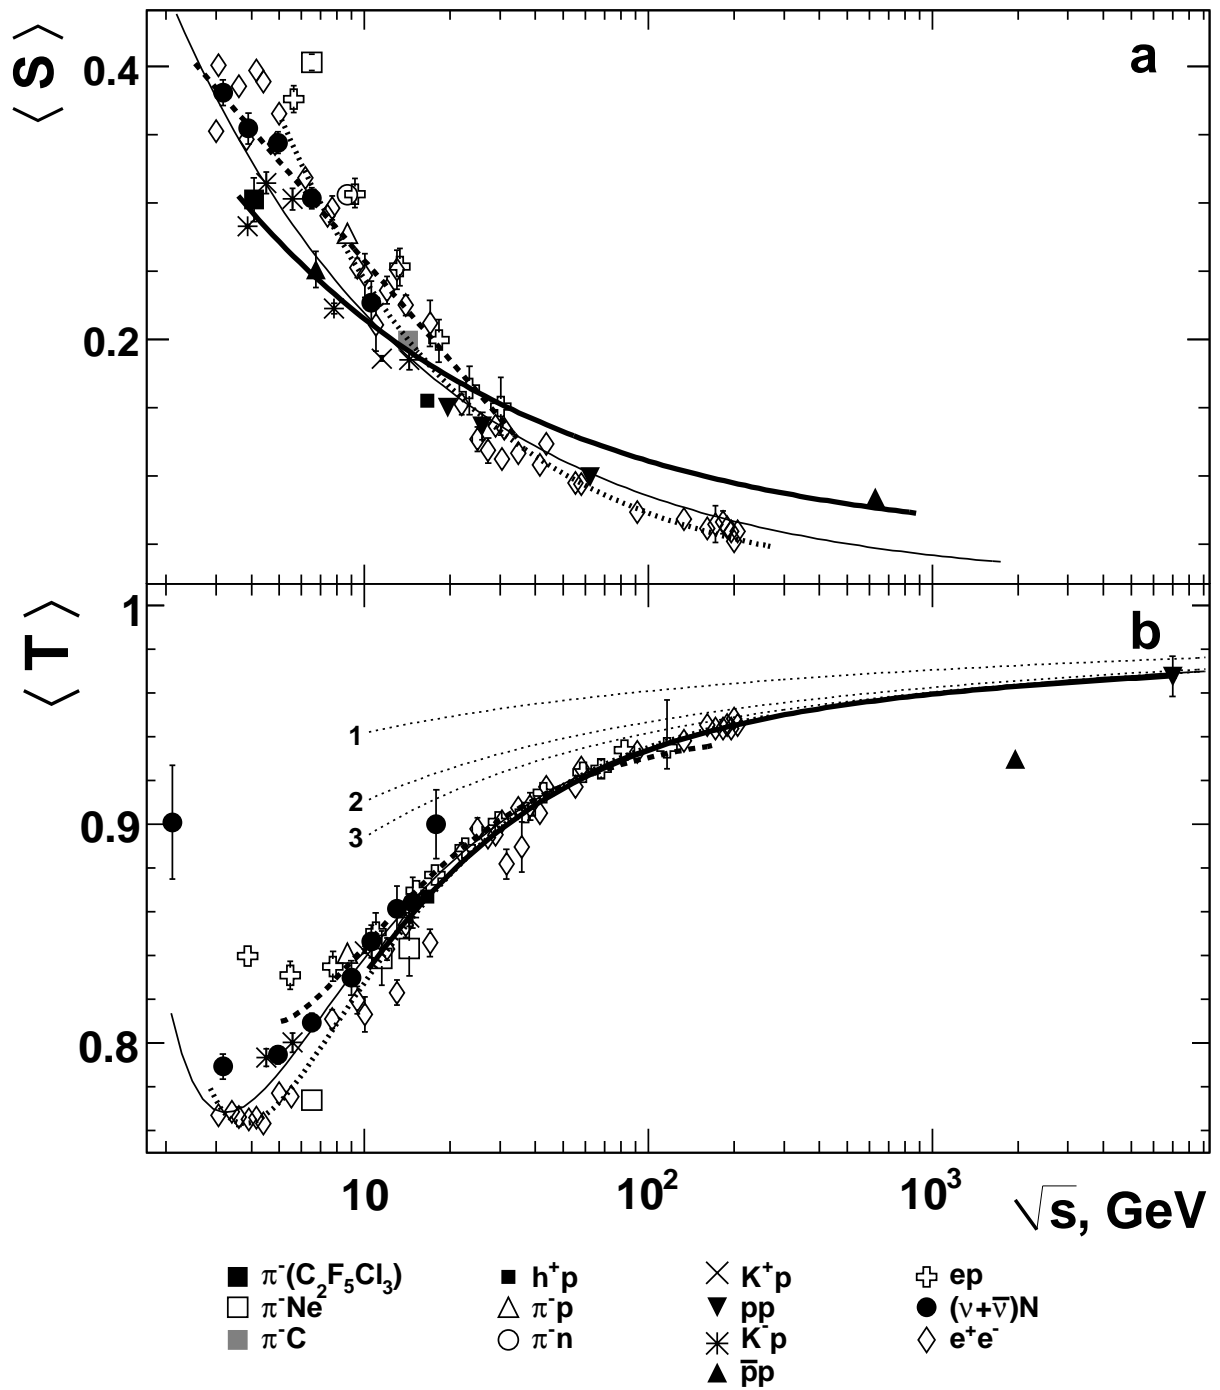 ⟨S⟩
a
0.4
0.2
⟨T⟩
b
1
0.9
0.8
1
2
3
10
10²
10³
√s, GeV
π⁻(C₂F₅Cl₃) h⁺p K⁺p ep
π⁻Ne π⁻p pp (ν+ν̅)N
π⁻C π⁻n K⁻p e⁺e⁻
p̅p